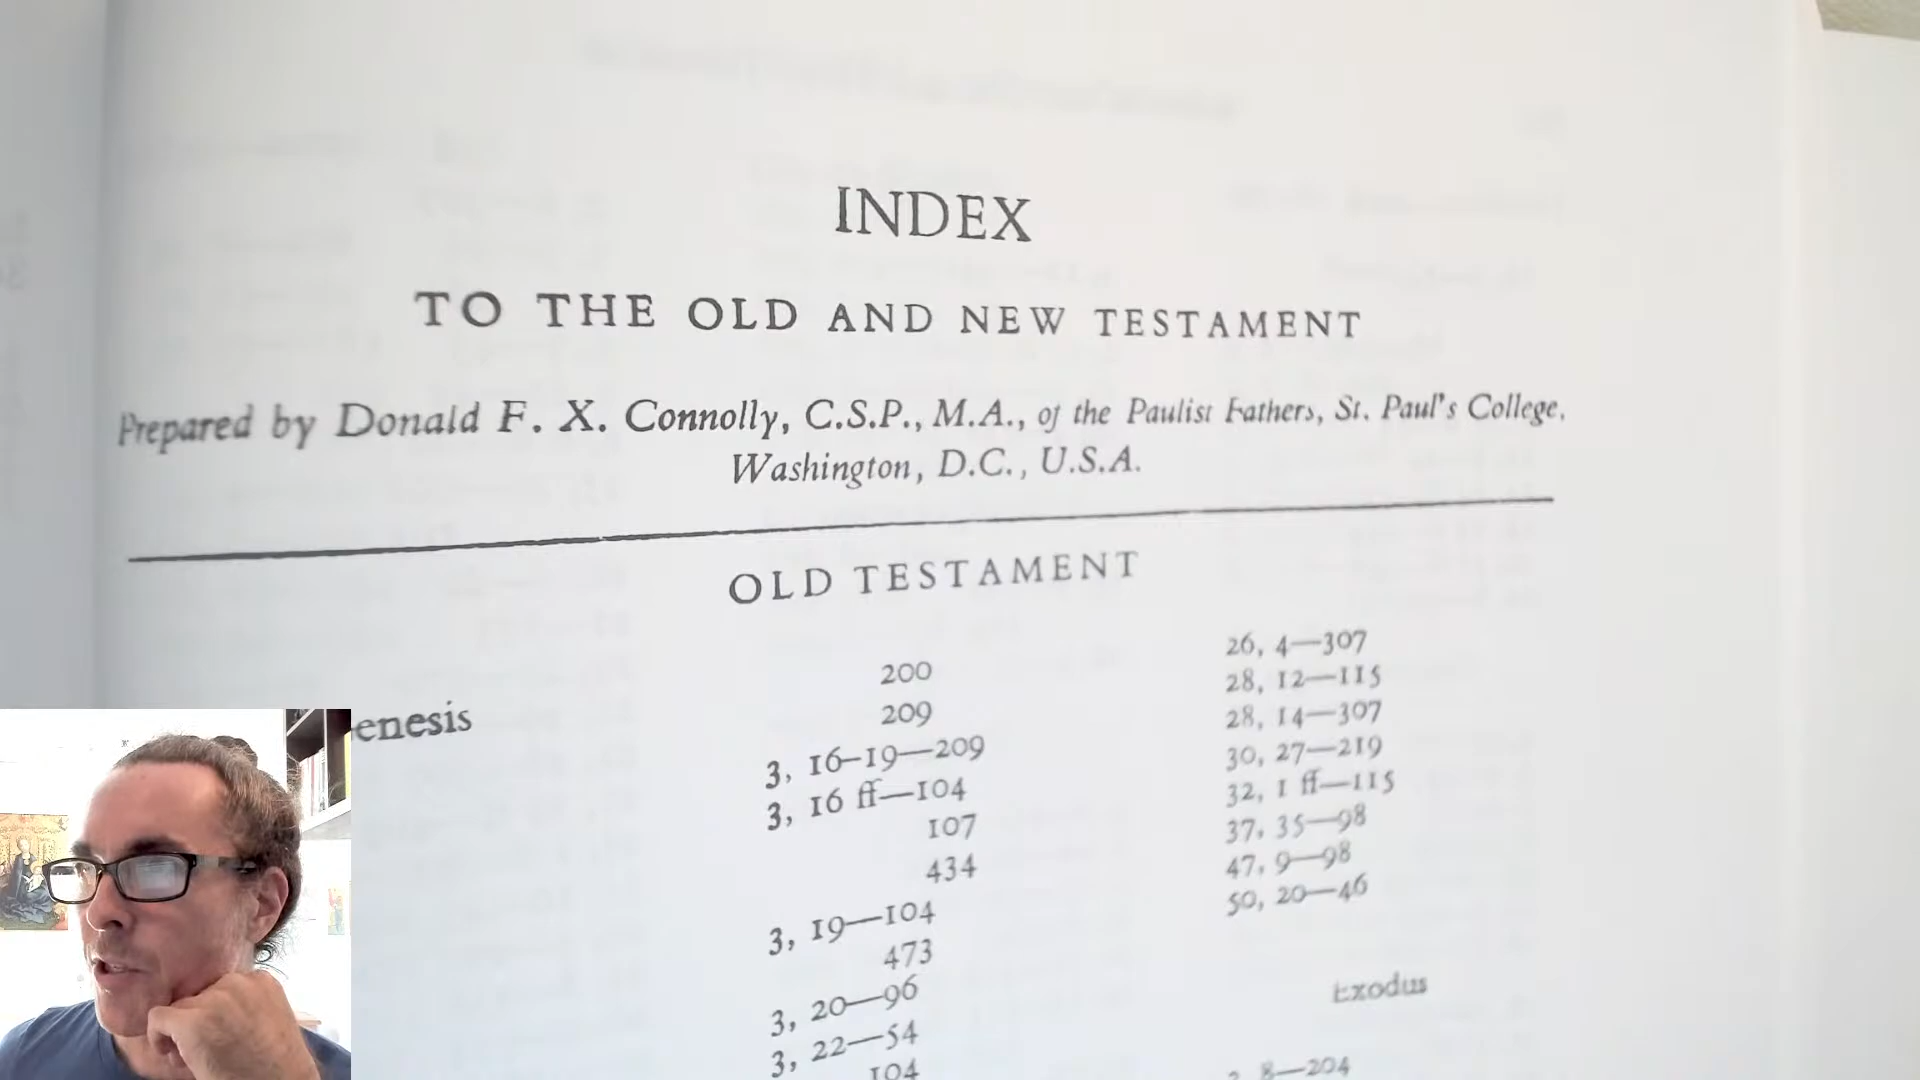 INDEX
TO THE OLD AND NEW TESTAMENT
Prepared by Donald F. X. Connolly, C.S.P., M.A., of the Paulist Fathers, St. Paul's College,
Washington, D.C., U.S.A.
OLD TESTAMENT
enesis
200
209
3, 16-19—209
3, 16 ff—104
107
434
3, 19—104
473
3, 20—96
3, 22—54
104
26, 4—307
28, 12—115
28, 14—307
30, 27—219
32, 1 ff—115
37, 35—98
47, 9—98
50, 20—46
Exodus
8—204